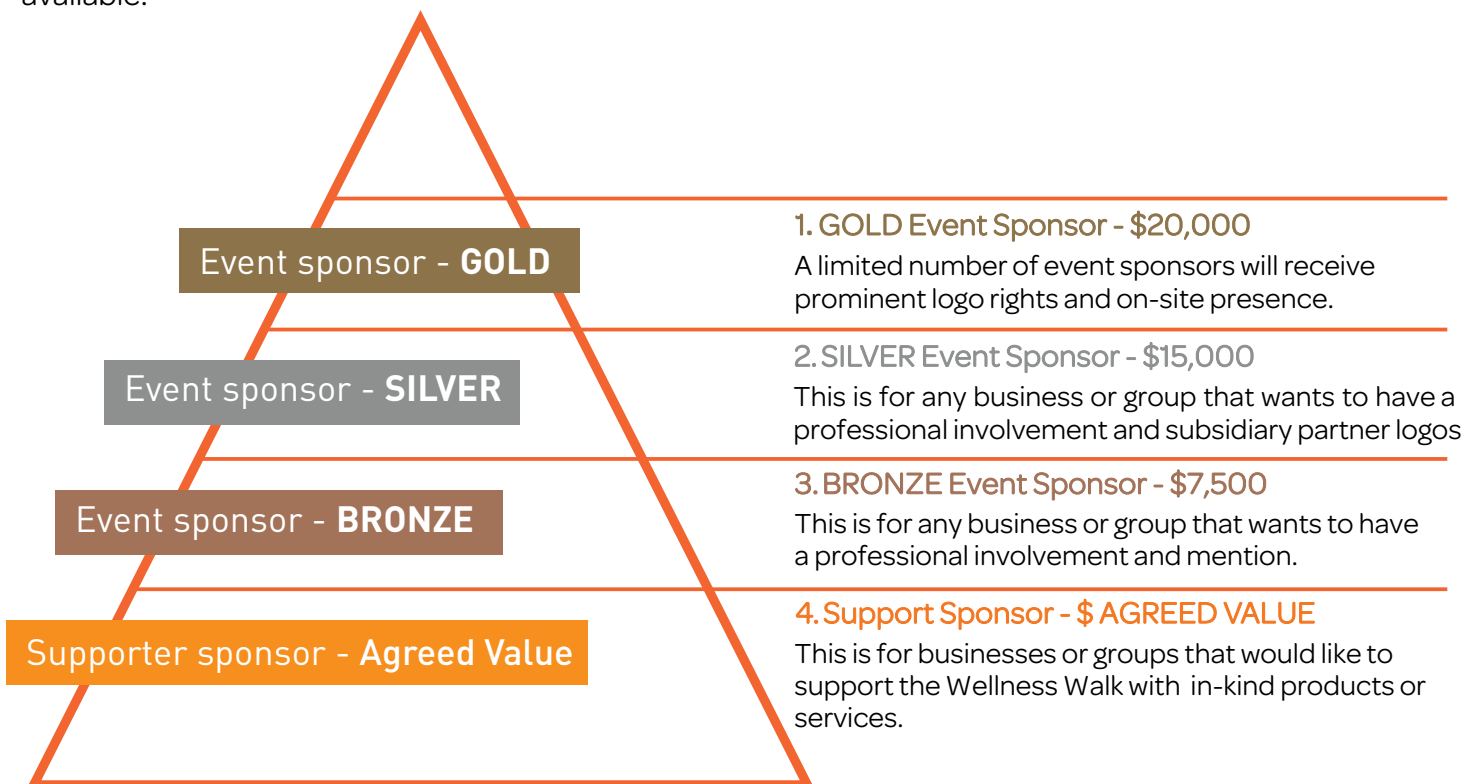 available.
Event sponsor - GOLD
1. GOLD Event Sponsor - $20,000
A limited number of event sponsors will receive
prominent logo rights and on-site presence.
Event sponsor - SILVER
2. SILVER Event Sponsor - $15,000
This is for any business or group that wants to have a
professional involvement and subsidiary partner logos
Event sponsor - BRONZE
3. BRONZE Event Sponsor - $7,500
This is for any business or group that wants to have
a professional involvement and mention.
Supporter sponsor - Agreed Value
4. Support Sponsor - $ AGREED VALUE
This is for businesses or groups that would like to
support the Wellness Walk with in-kind products or
services.